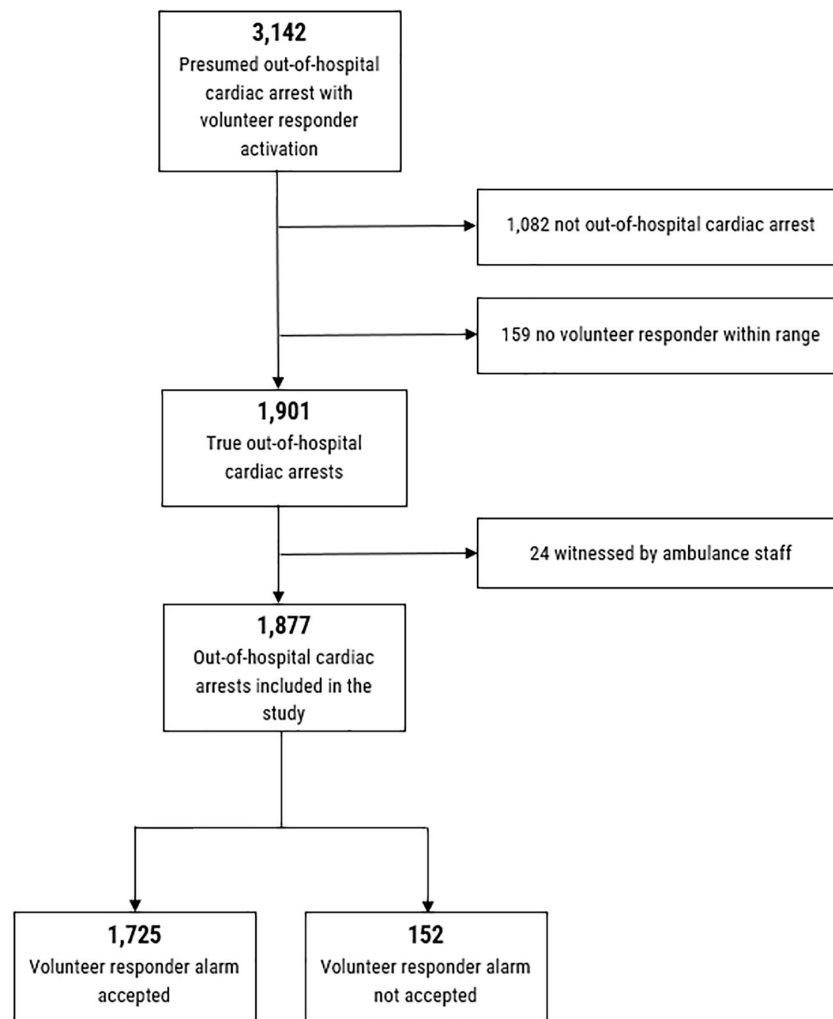 3,142
Presumed out-of-hospital
cardiac arrest with
volunteer responder
activation
1,082 not out-of-hospital cardiac arrest
159 no volunteer responder within range
1,901
True out-of-hospital
cardiac arrests
24 witnessed by ambulance staff
1,877
Out-of-hospital cardiac
arrests included in the
study
1,725
Volunteer responder alarm
accepted
152
Volunteer responder alarm
not accepted